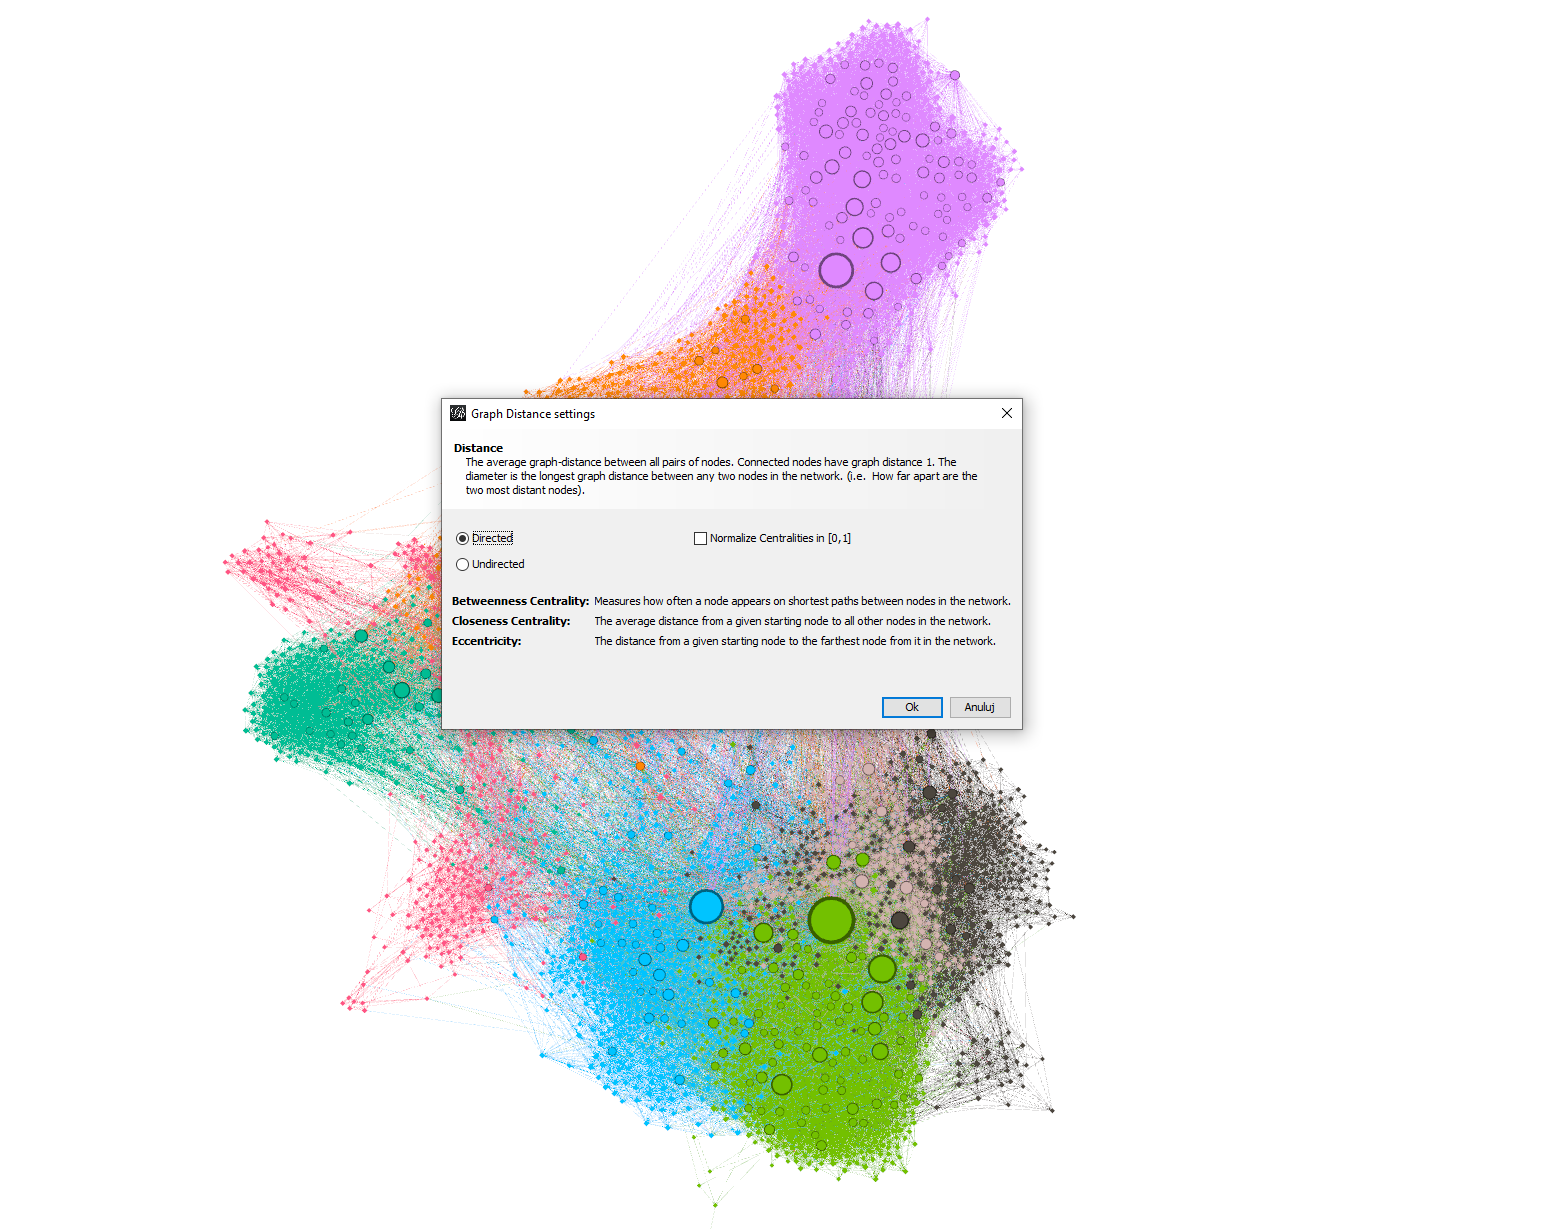 Graph Distance settings
Distance
The average graph-distance between all pairs of nodes. Connected nodes have graph distance 1. The
diameter is the longest graph distance between any two nodes in the network. (i.e.  How far apart are the
two most distant nodes).
Directed
Normalize Centralities in [0,1]
Undirected
Betweenness Centrality: Measures how often a node appears on shortest paths between nodes in the network.
Closeness Centrality: The average distance from a given starting node to all other nodes in the network.
Eccentricity: The distance from a given starting node to the farthest node from it in the network.
Ok
Anuluj